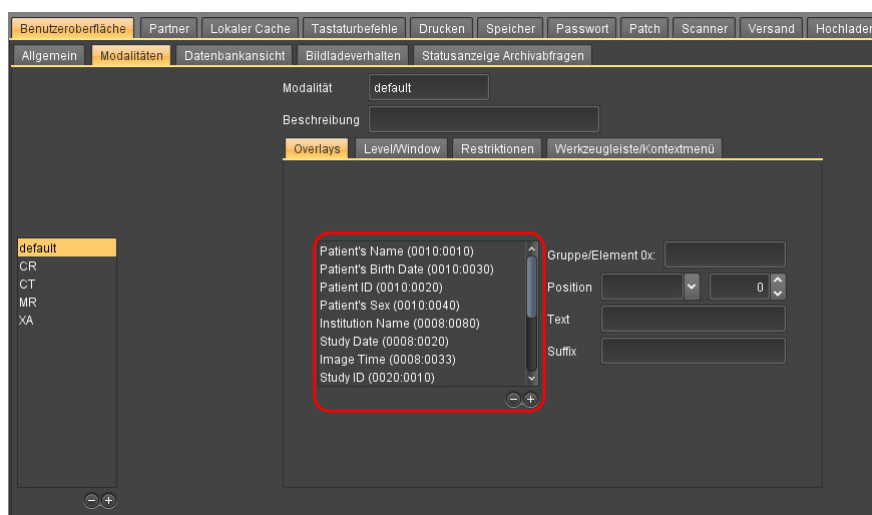 Benutzeroberfläche Partner Lokaler Cache Tastaturbefehle Drucken Speicher Passwort Patch Scanner Versand Hochladen
Allgemein Modalitäten Datenbankansicht Bildladeverhalten Statusanzeige Archivabfragen
Modalität default
Beschreibung
Overlays Level/Window Restriktionen Werkzeugleiste/Kontextmenü
default
CR
CT
MR
XA
Patient's Name (0010:0010)
Patient's Birth Date (0010:0030)
Patient ID (0010:0020)
Patient's Sex (0010:0040)
Institution Name (0008:0080)
Study Date (0008:0020)
Image Time (0008:0033)
Study ID (0020:0010)
Gruppe/Element 0x:
Position 0
Text
Suffix